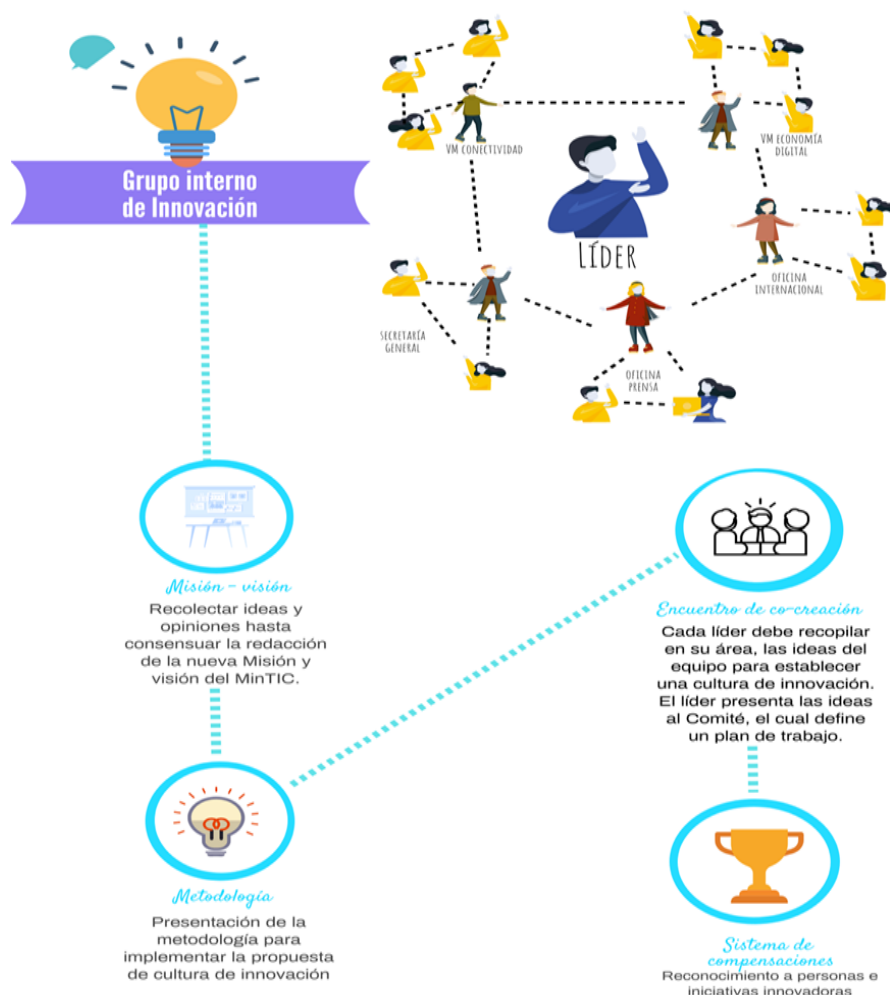 Grupo interno
de Innovación
VM CONECTIVIDAD
VM ECONOMÍA
DIGITAL
LÍDER
OFICINA
INTERNACIONAL
SECRETARÍA
GENERAL
OFICINA
PRENSA
Misión – visión
Recolectar ideas y
opiniones hasta
consensuar la redacción
de la nueva Misión y
visión del MinTIC.
Metodología
Presentación de la
metodología para
implementar la propuesta
de cultura de innovación
Encuentro de co-creación
Cada líder debe recopilar
en su área, las ideas del
equipo para establecer
una cultura de innovación.
El líder presenta las ideas
al Comité, el cual define
un plan de trabajo.
Sistema de
compensaciones
Reconocimiento a personas e
iniciativas innovadoras